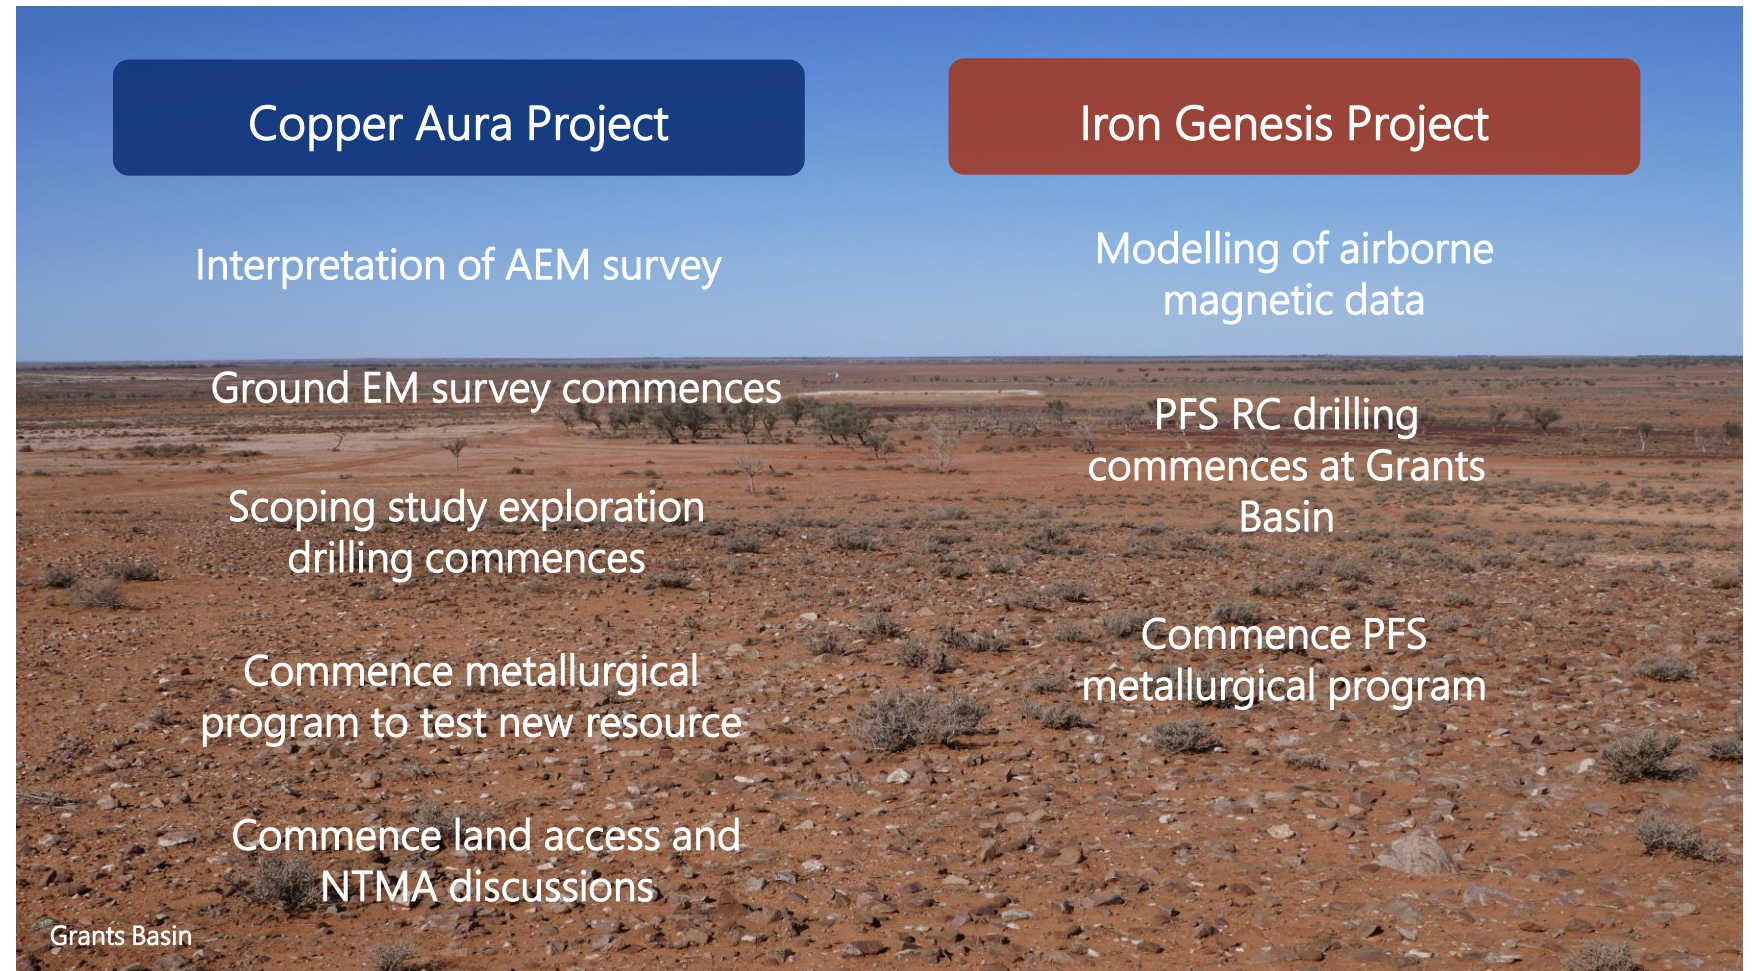 Copper Aura Project
Interpretation of AEM survey
Ground EM survey commences
Scoping study exploration
drilling commences
Commence metallurgical
program to test new resource
Commence land access and
NTMA discussions
Iron Genesis Project
Modelling of airborne
magnetic data
PFS RC drilling
commences at Grants
Basin
Commence PFS
metallurgical program
Grants Basin